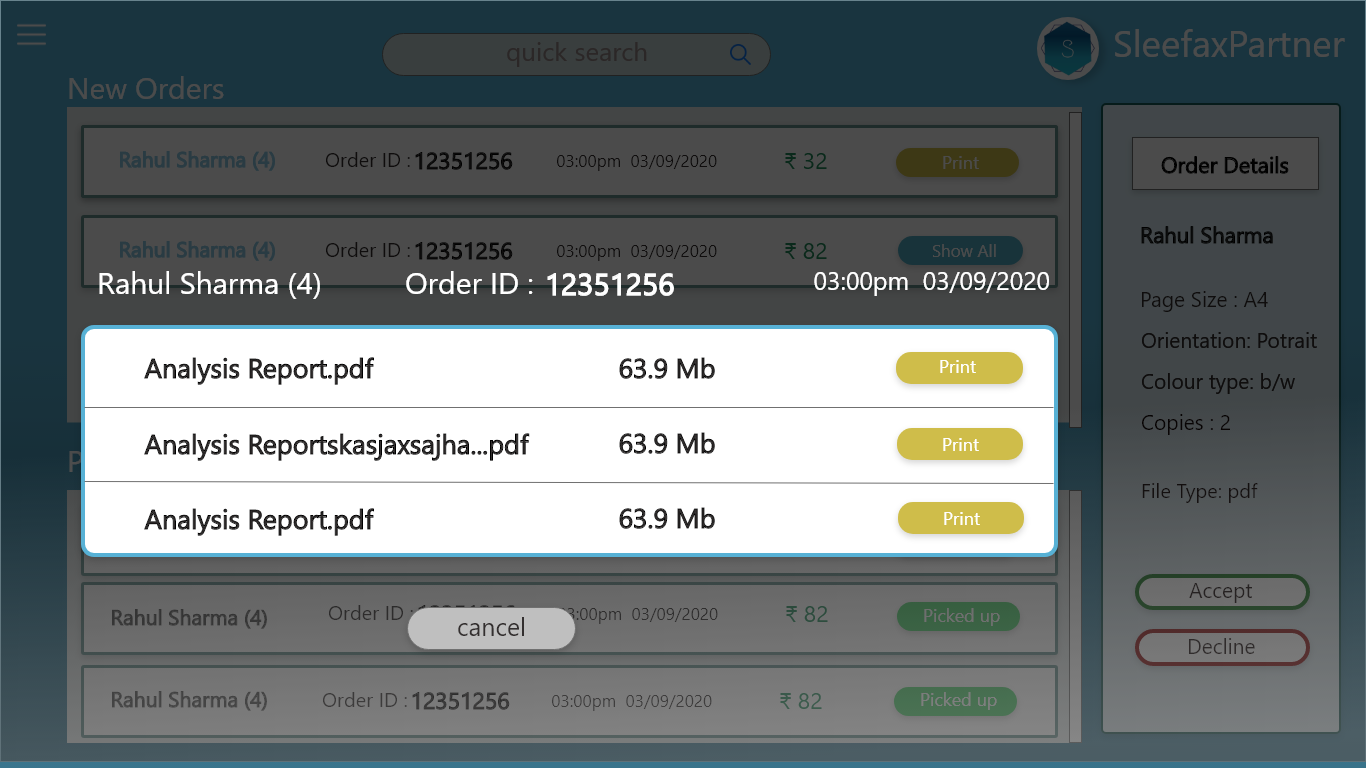 quick search
S
SleefaxPartner
New Orders
Rahul Sharma (4) Order ID : 12351256 03:00pm 03/09/2020 ₹ 32 Print
Rahul Sharma (4) Order ID : 12351256 03:00pm 03/09/2020 ₹ 82 Show All
Rahul Sharma (4) Order ID : 12351256 03:00pm 03/09/2020
Analysis Report.pdf 63.9 Mb Print
Analysis Reportskasjaxsajha...pdf 63.9 Mb Print
Analysis Report.pdf 63.9 Mb Print
Rahul Sharma (4) Order ID : 03:00pm 03/09/2020 ₹ 82 Picked up
cancel
Rahul Sharma (4) Order ID : 12351256 03:00pm 03/09/2020 ₹ 82 Picked up
Order Details
Rahul Sharma
Page Size : A4
Orientation: Potrait
Colour type: b/w
Copies : 2
File Type: pdf
Accept
Decline